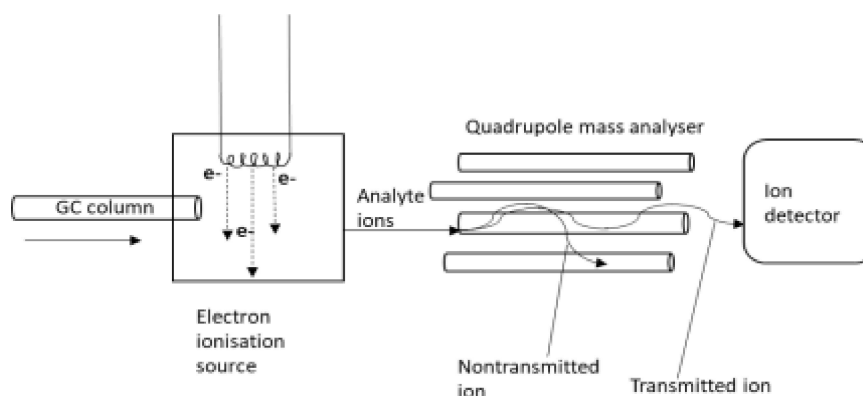 Quadrupole mass analyser
e-
e-
GC column
Analyte
ions
e-
Ion
detector
Electron
ionisation
source
Nontransmitted
ion
Transmitted ion